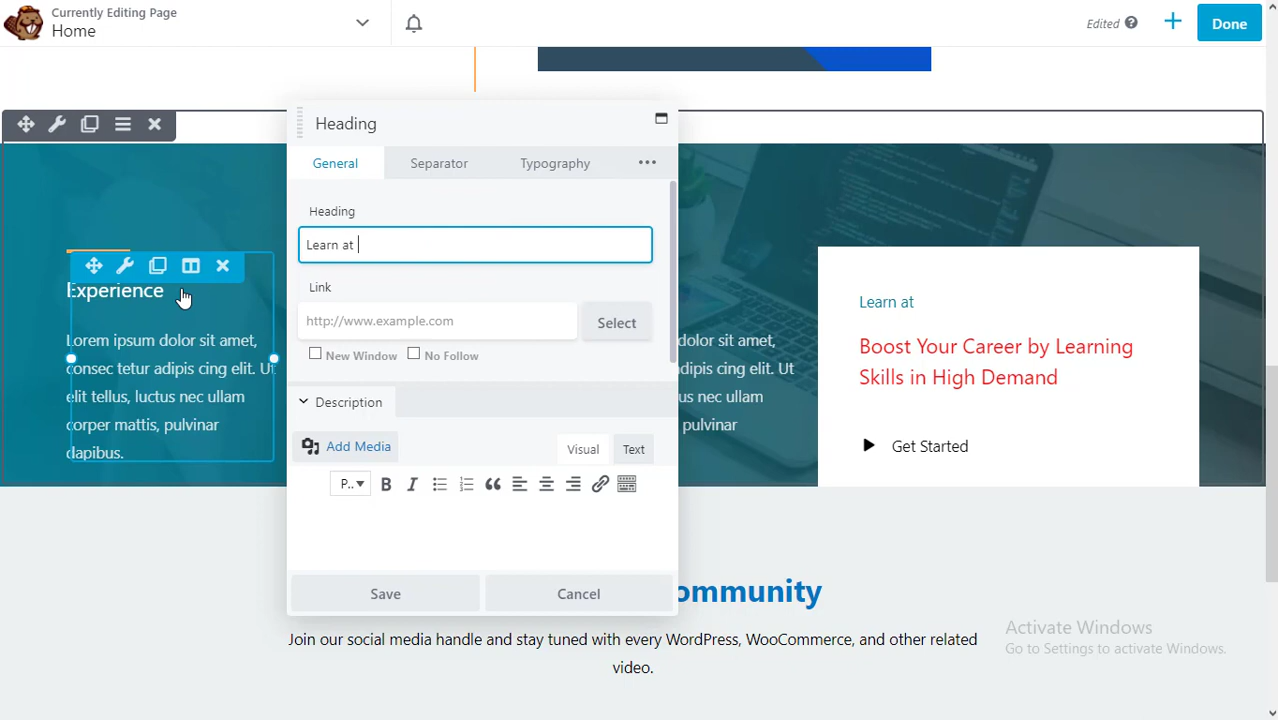 Currently Editing Page
Home
Edited
Done
Heading
General
Separator
Typography
Heading
Learn at
Link
http://www.example.com
Select
New Window
No Follow
Description
Add Media
Visual
Text
P..
Save
Cancel
Experience
Lorem ipsum dolor sit amet,
consec tetur adipis cing elit. Ut
elit tellus, luctus nec ullam
corper mattis, pulvinar
dapibus.
dolor sit amet,
adipis cing elit. Ut
us nec ullam
, pulvinar
Learn at
Boost Your Career by Learning
Skills in High Demand
Get Started
ommunity
Join our social media handle and stay tuned with every WordPress, WooCommerce, and other related
video.
Activate Windows
Go to Settings to activate Windows.